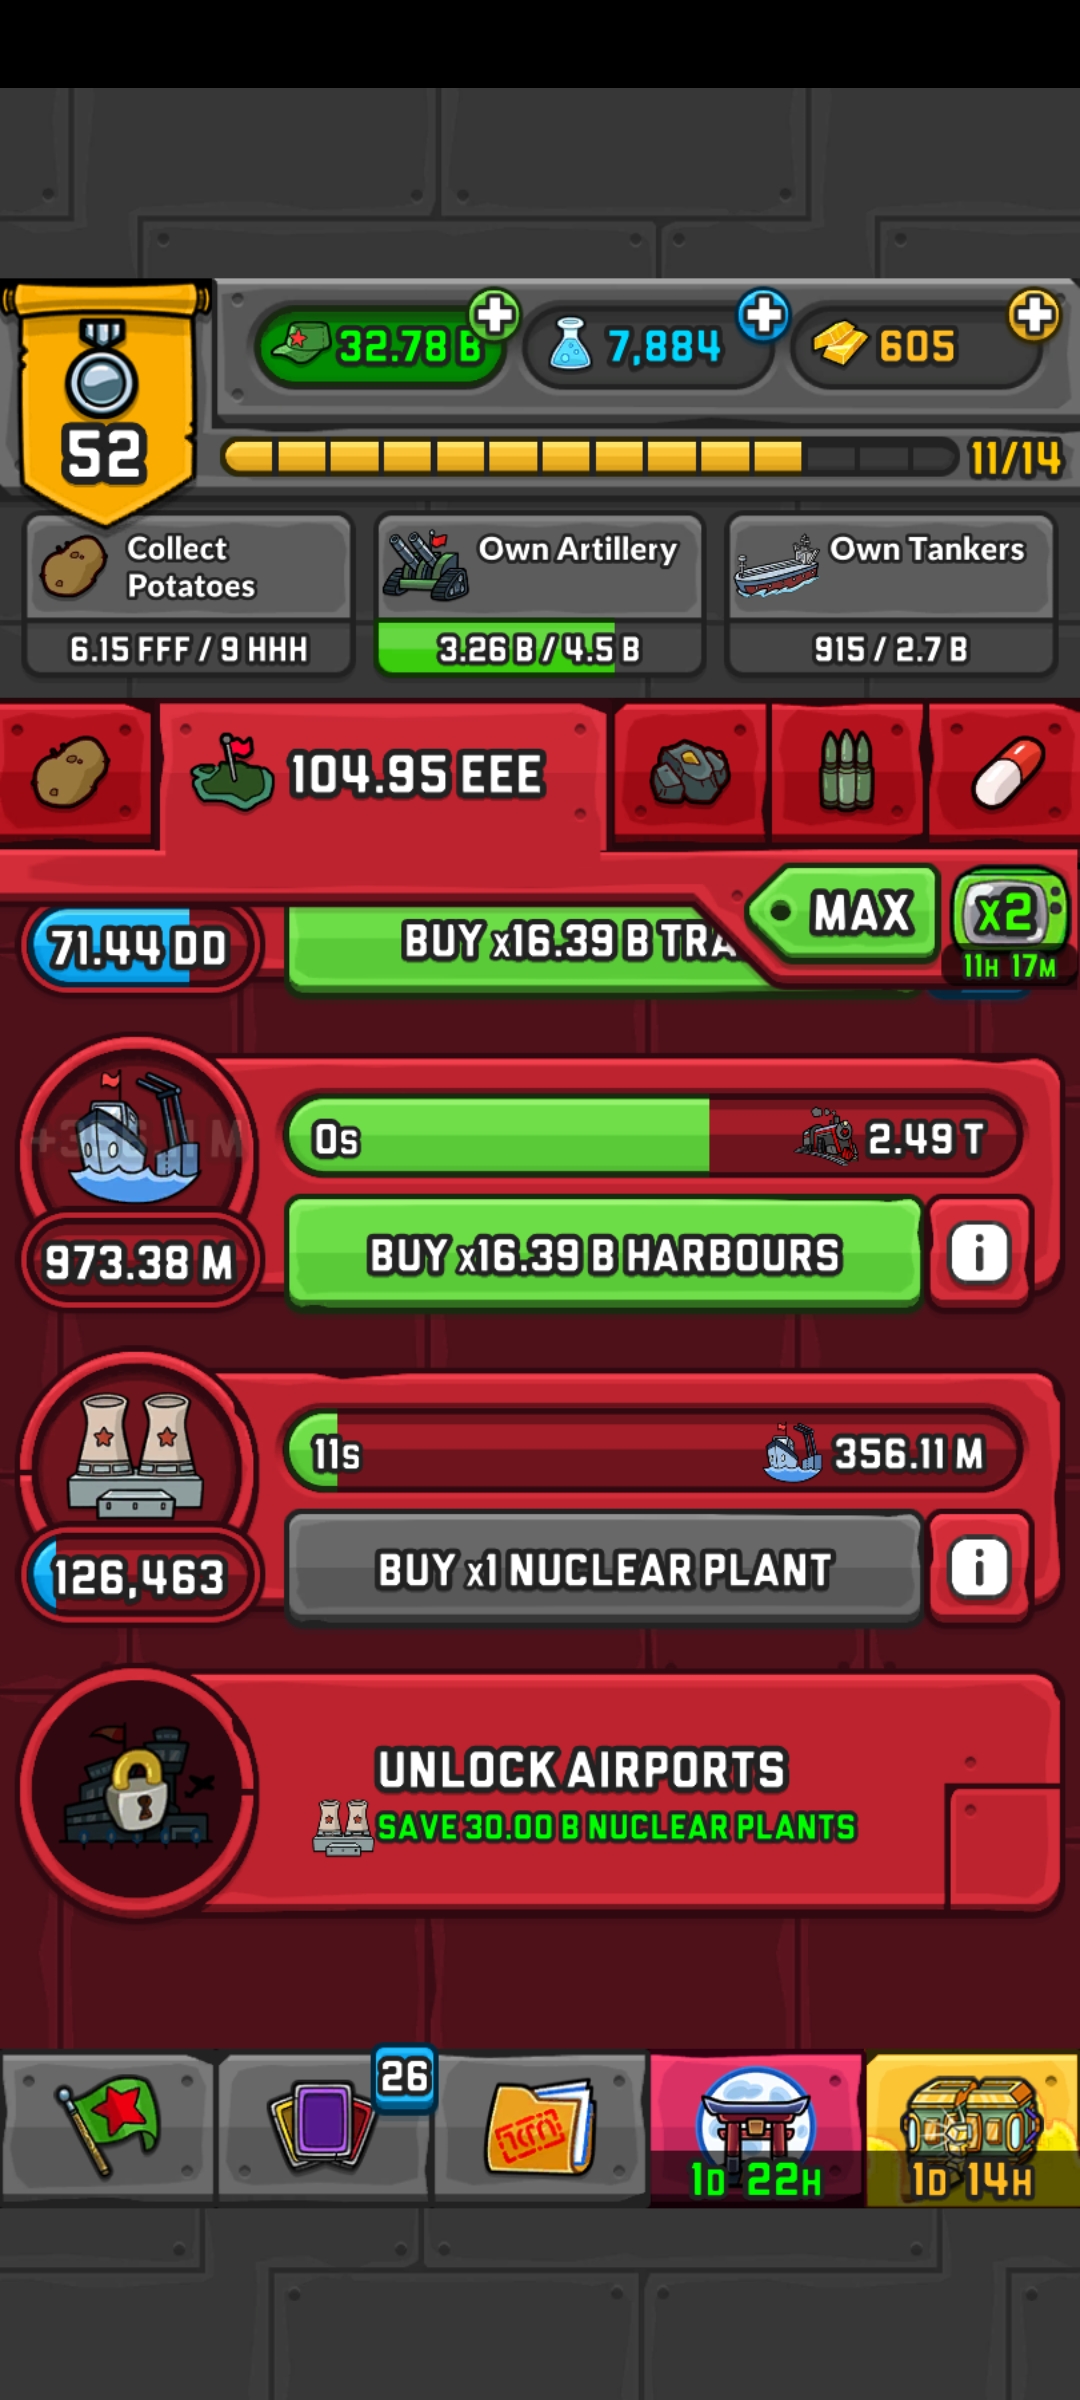 32.78 B
7,884
605
52
11/14
Collect
Potatoes
6.15 FFF / 9 HHH
Own Artillery
3.26 B / 4.5 B
Own Tankers
915 / 2.7 B
104.95 EEE
MAX
x2
11H 17M
71.44 DD
BUY x16.39 B TRA
0s
2.49 T
973.38 M
BUY x16.39 B HARBOURS
i
11s
356.11 M
126,463
BUY x1 NUCLEAR PLANT
i
UNLOCK AIRPORTS
SAVE 30.00 B NUCLEAR PLANTS
26
1D 22H
1D 14H